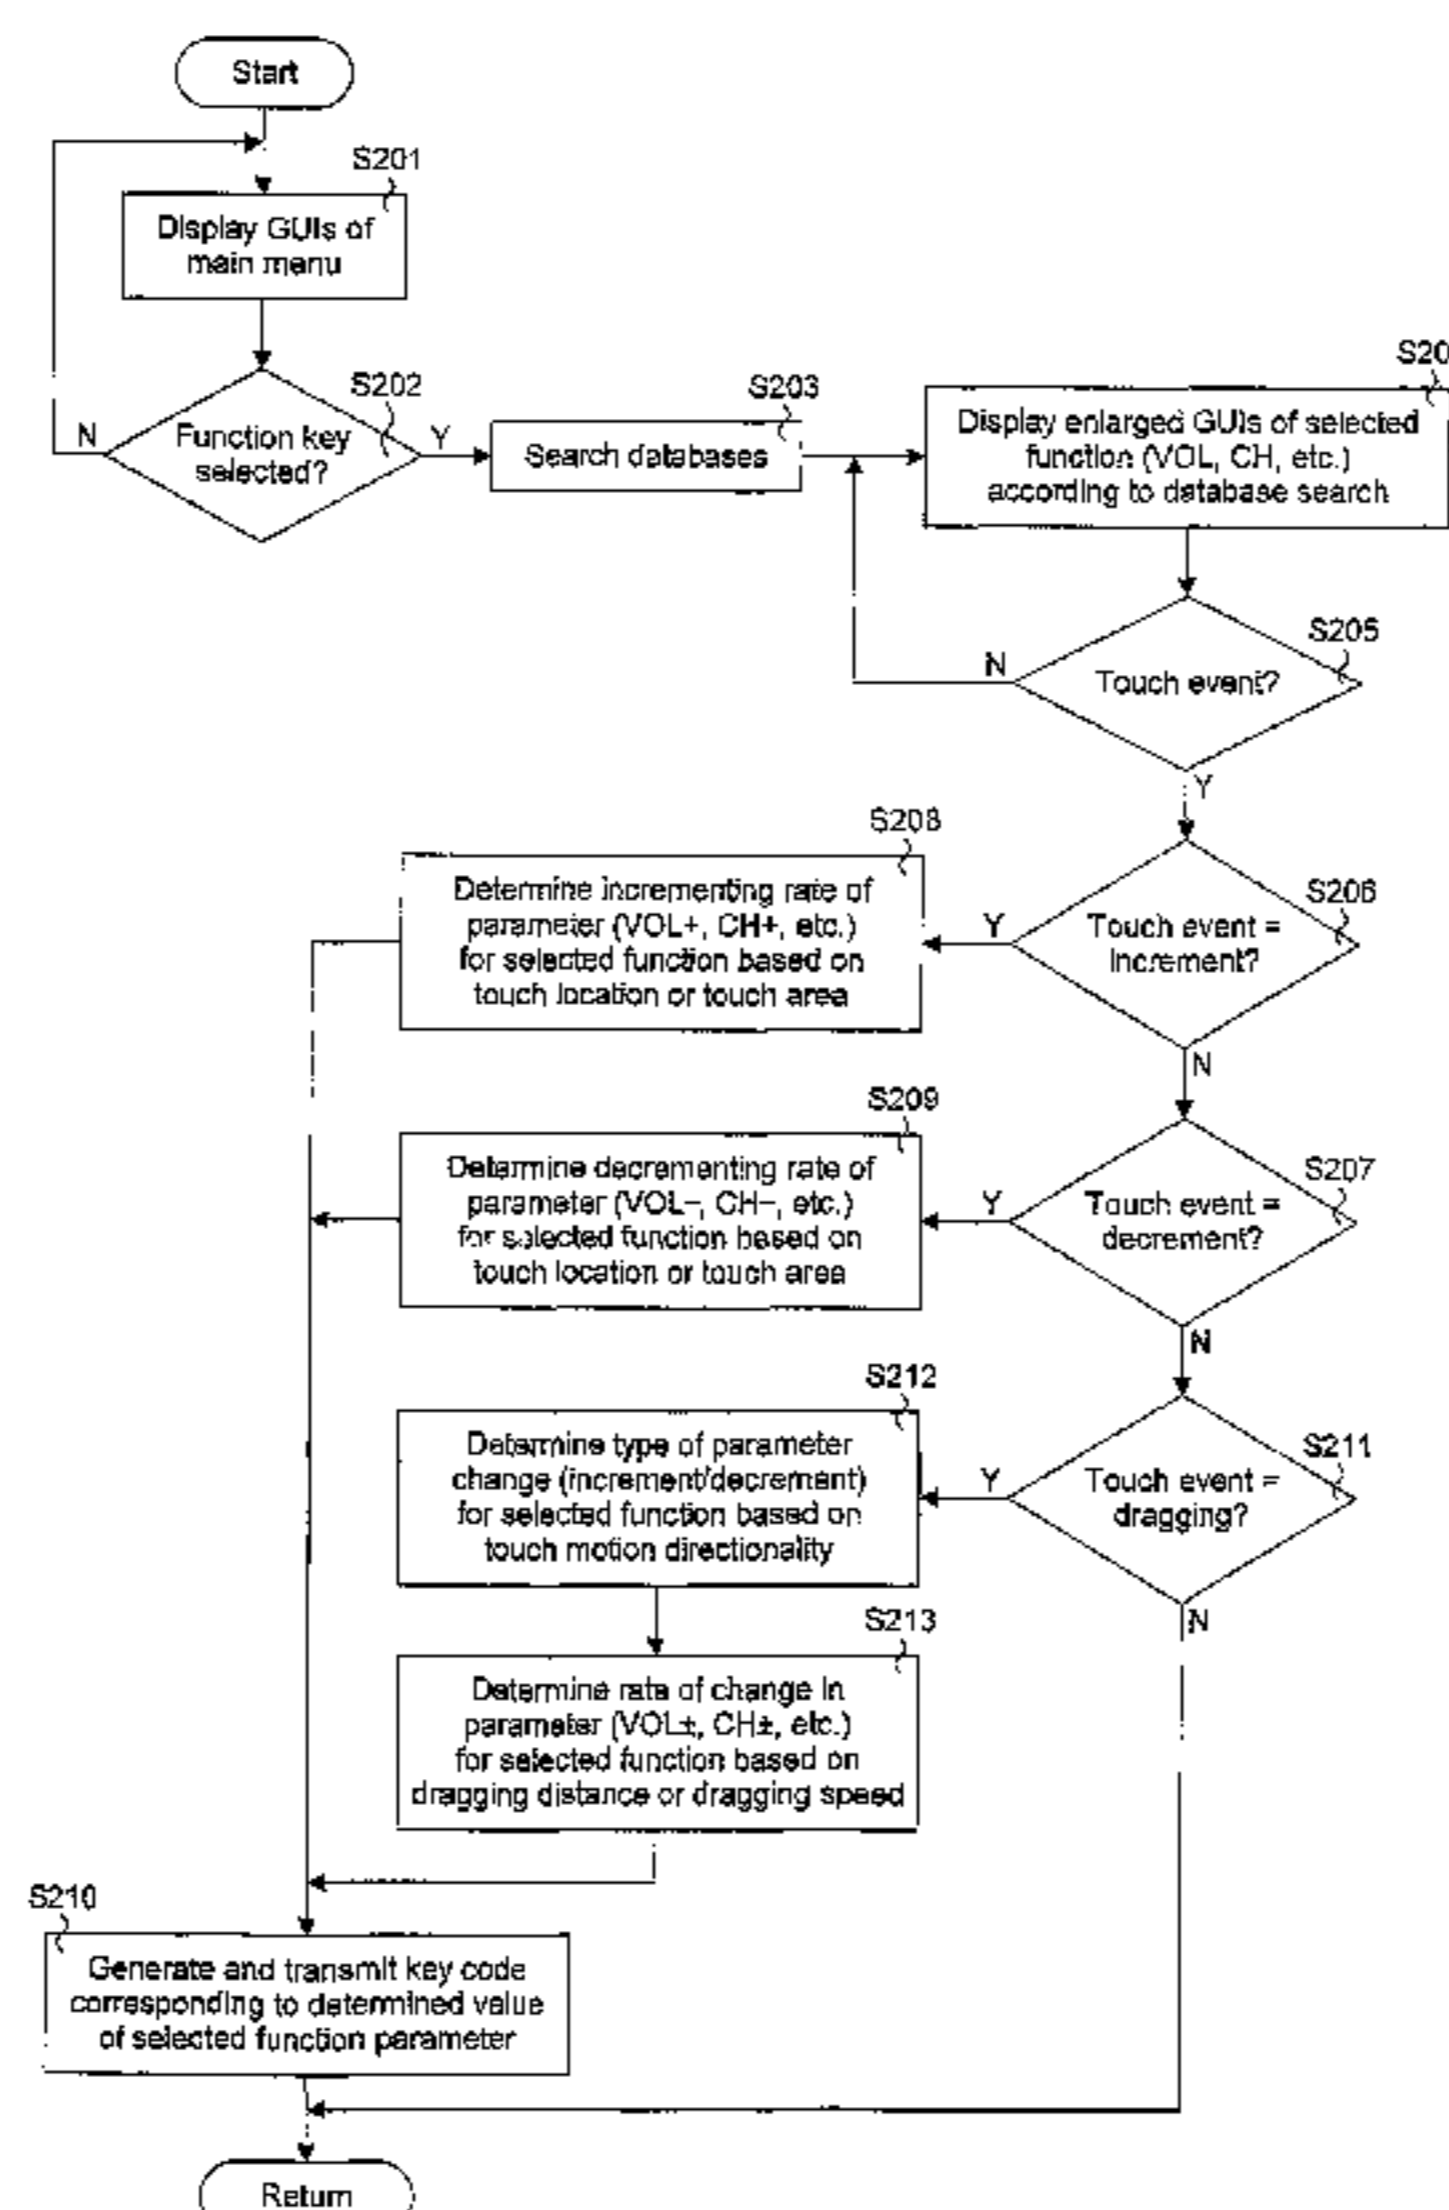 Start
S201
Display GUIs of
main menu
S202
Function key
selected?
N
Y
S203
Search databases
S20
Display enlarged GUIs of selected
function (VOL, CH, etc.)
according to database search
S205
Touch event?
N
Y
S206
Touch event =
increment?
Y
N
S208
Determine incrementing rate of
parameter (VOL+, CH+, etc.)
for selected function based on
touch location or touch area
S207
Touch event =
decrement?
Y
N
S209
Determine decrementing rate of
parameter (VOL−, CH−, etc.)
for selected function based on
touch location or touch area
S211
Touch event =
dragging?
Y
N
S212
Determine type of parameter
change (increment/decrement)
for selected function based on
touch motion directionality
S213
Determine rate of change in
parameter (VOL±, CH±, etc.)
for selected function based on
dragging distance or dragging speed
S210
Generate and transmit key code
corresponding to determined value
of selected function parameter
Return